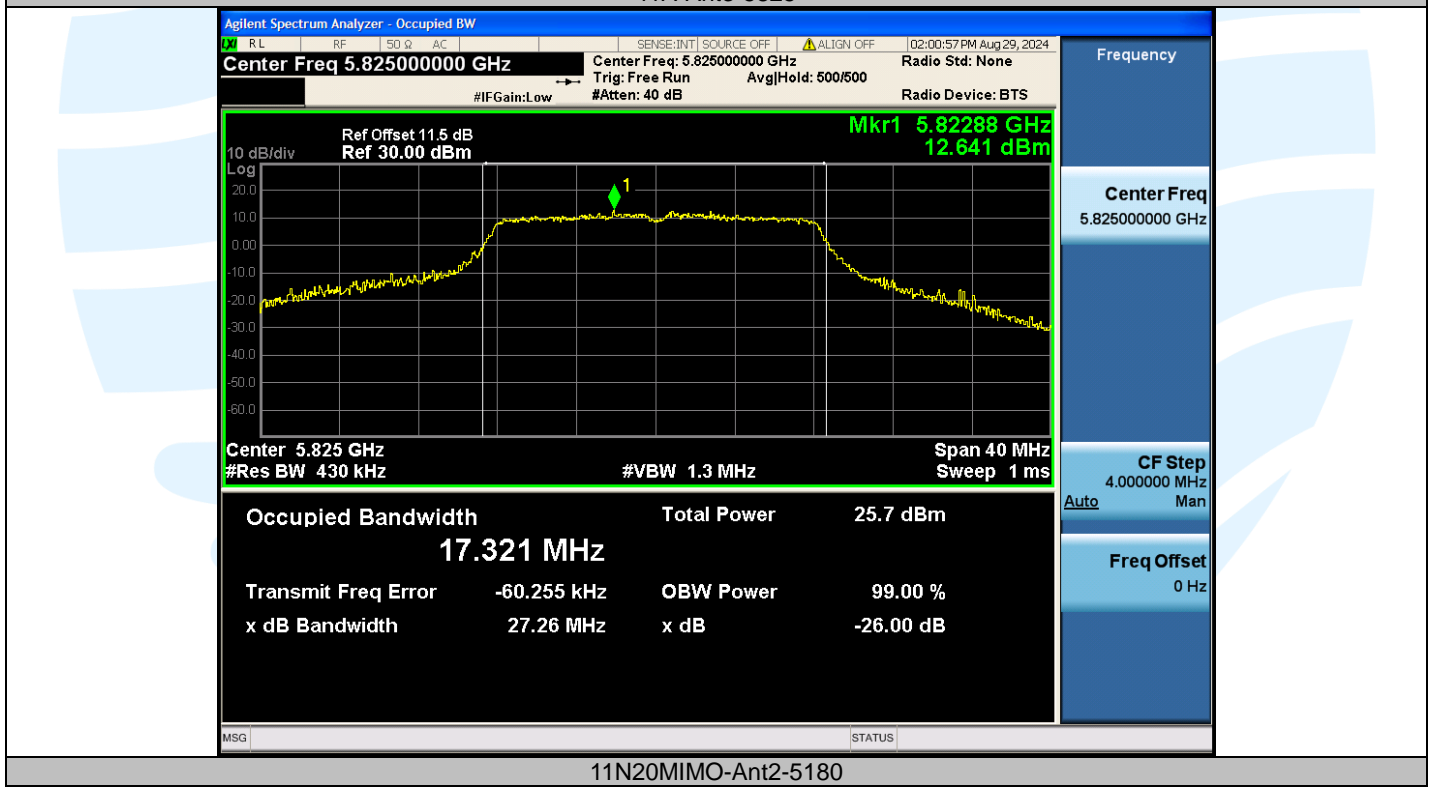 Agilent Spectrum Analyzer - Occupied BW
LXI RL RF 50 Ω AC SENSE:INT SOURCE OFF ALIGN OFF 02:00:57 PM Aug 29, 2024
Center Freq 5.825000000 GHz
Center Freq: 5.825000000 GHz Radio Std: None
Trig: Free Run Avg|Hold: 500/500
#IFGain:Low #Atten: 40 dB Radio Device: BTS
Mkr1 5.82288 GHz
12.641 dBm
Ref Offset 11.5 dB
10 dB/div Ref 30.00 dBm
Log
20.0
10.0
0.00
-10.0
-20.0
-30.0
-40.0
-50.0
-60.0
1
Center 5.825 GHz Span 40 MHz
#Res BW 430 kHz #VBW 1.3 MHz Sweep 1 ms
Occupied Bandwidth Total Power 25.7 dBm
17.321 MHz
Transmit Freq Error -60.255 kHz OBW Power 99.00 %
x dB Bandwidth 27.26 MHz x dB -26.00 dB
MSG STATUS
Frequency
Center Freq
5.825000000 GHz
CF Step
4.000000 MHz
Auto Man
Freq Offset
0 Hz
11N20MIMO-Ant2-5180